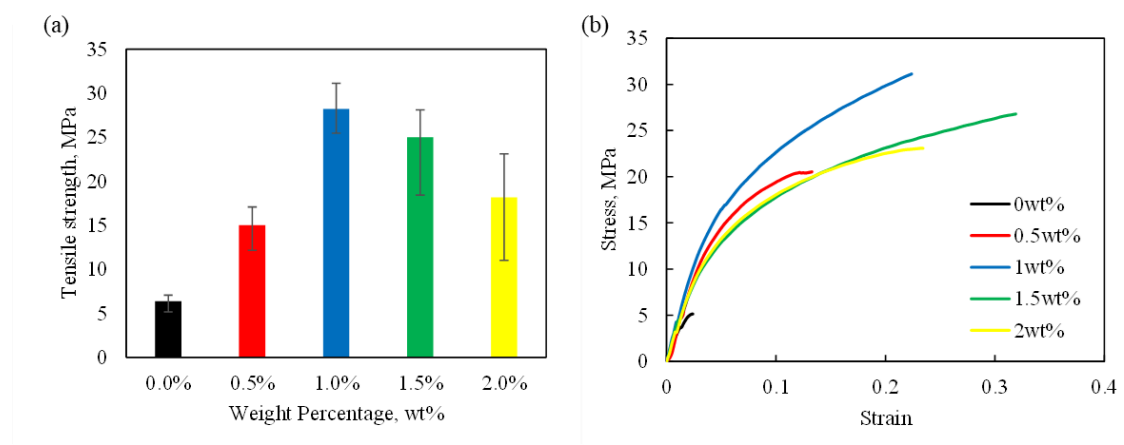 (a)
35
30
25
20
15
10
5
0
Tensile strength, MPa
0.0% 0.5% 1.0% 1.5% 2.0%
Weight Percentage, wt%
(b)
35
30
25
20
15
10
5
0
Stress, MPa
0wt%
0.5wt%
1wt%
1.5wt%
2wt%
0 0.1 0.2 0.3 0.4
Strain